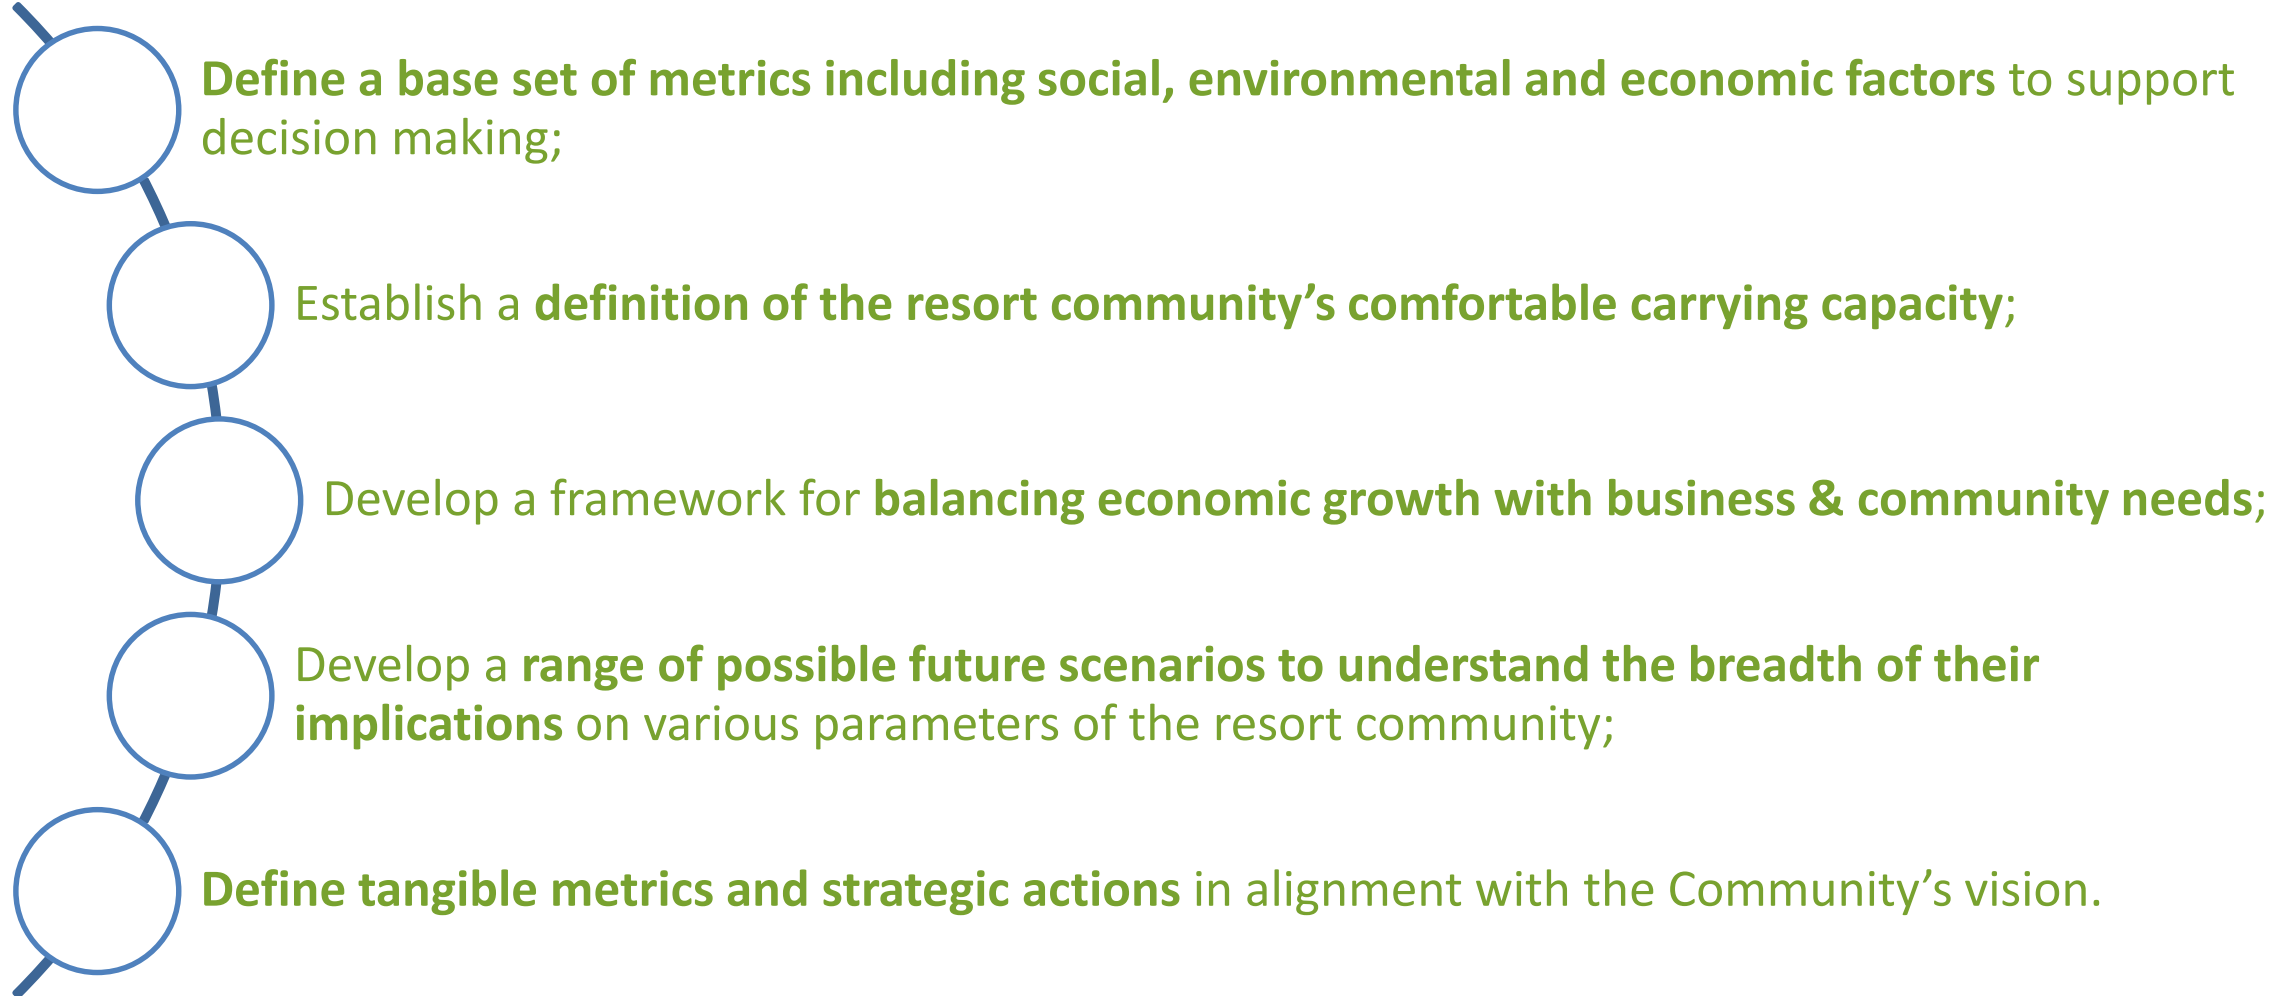 Define a base set of metrics including social, environmental and economic factors to support
decision making;
Establish a definition of the resort community’s comfortable carrying capacity;
Develop a framework for balancing economic growth with business & community needs;
Develop a range of possible future scenarios to understand the breadth of their
implications on various parameters of the resort community;
Define tangible metrics and strategic actions in alignment with the Community’s vision.